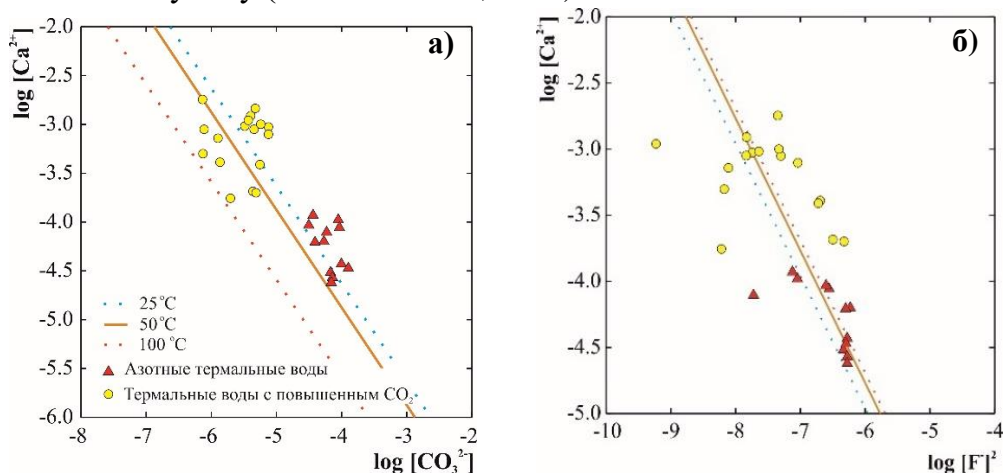 а)
б)
log [Ca²⁺]
-2.0
-2.5
-3.0
-3.5
-4.0
-4.5
-5.0
-5.5
-6.0
25 °C
50 °C
100 °C
Азотные термальные воды
Термальные воды с повышенным CO₂
-8 -7 -6 -5 -4 -3 -2
log [CO₃²⁻]
log [Ca²⁺]
-2.0
-2.5
-3.0
-3.5
-4.0
-4.5
-5.0
-10 -9 -8 -7 -6 -5 -4
log [F⁻]²